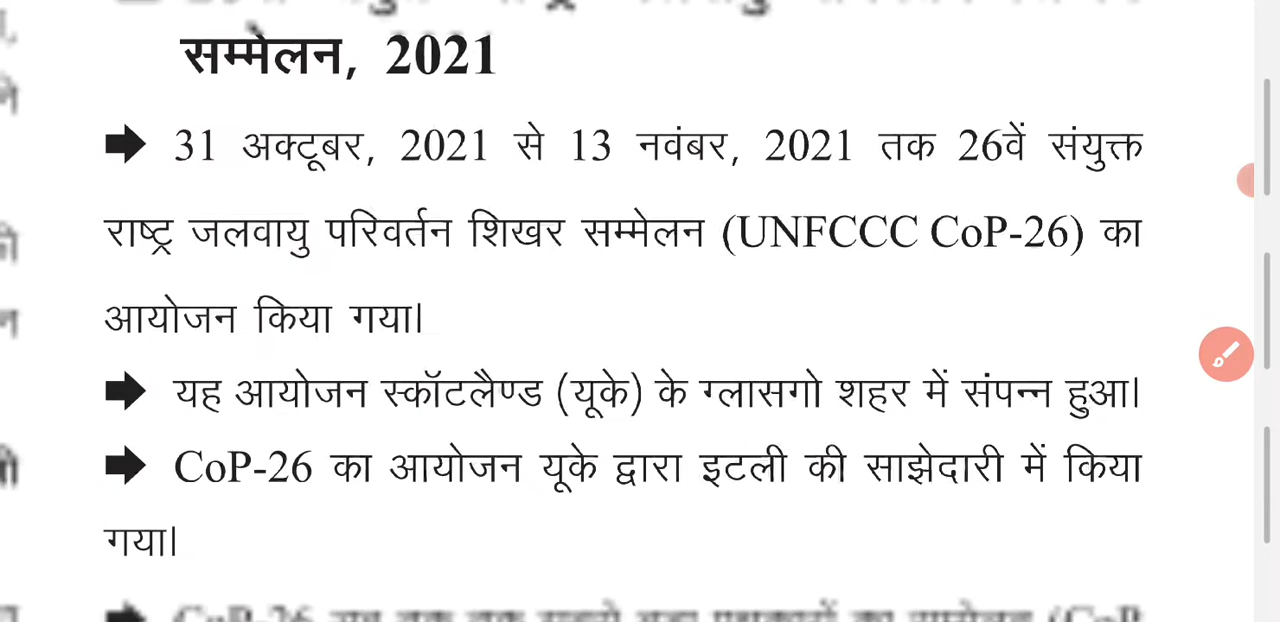 सम्मेलन, 2021
➡ 31 अक्टूबर, 2021 से 13 नवंबर, 2021 तक 26वें संयुक्त
राष्ट्र जलवायु परिवर्तन शिखर सम्मेलन (UNFCCC CoP-26) का
आयोजन किया गया।
➡ यह आयोजन स्कॉटलैण्ड (यूके) के ग्लासगो शहर में संपन्न हुआ।
➡ CoP-26 का आयोजन यूके द्वारा इटली की साझेदारी में किया
गया।